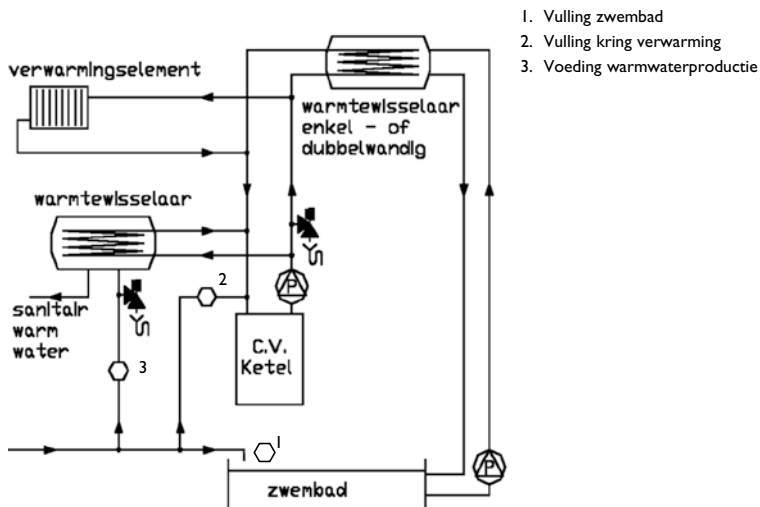 1. Vulling zwembad
2. Vulling kring verwarming
3. Voeding warmwaterproductie
verwarmingselement
warmtewisselaar
enkel - of
dubbelwandig
warmtewisselaar
2
P
sanitair
warm
water
C.V.
Ketel
3
1
P
zwembad